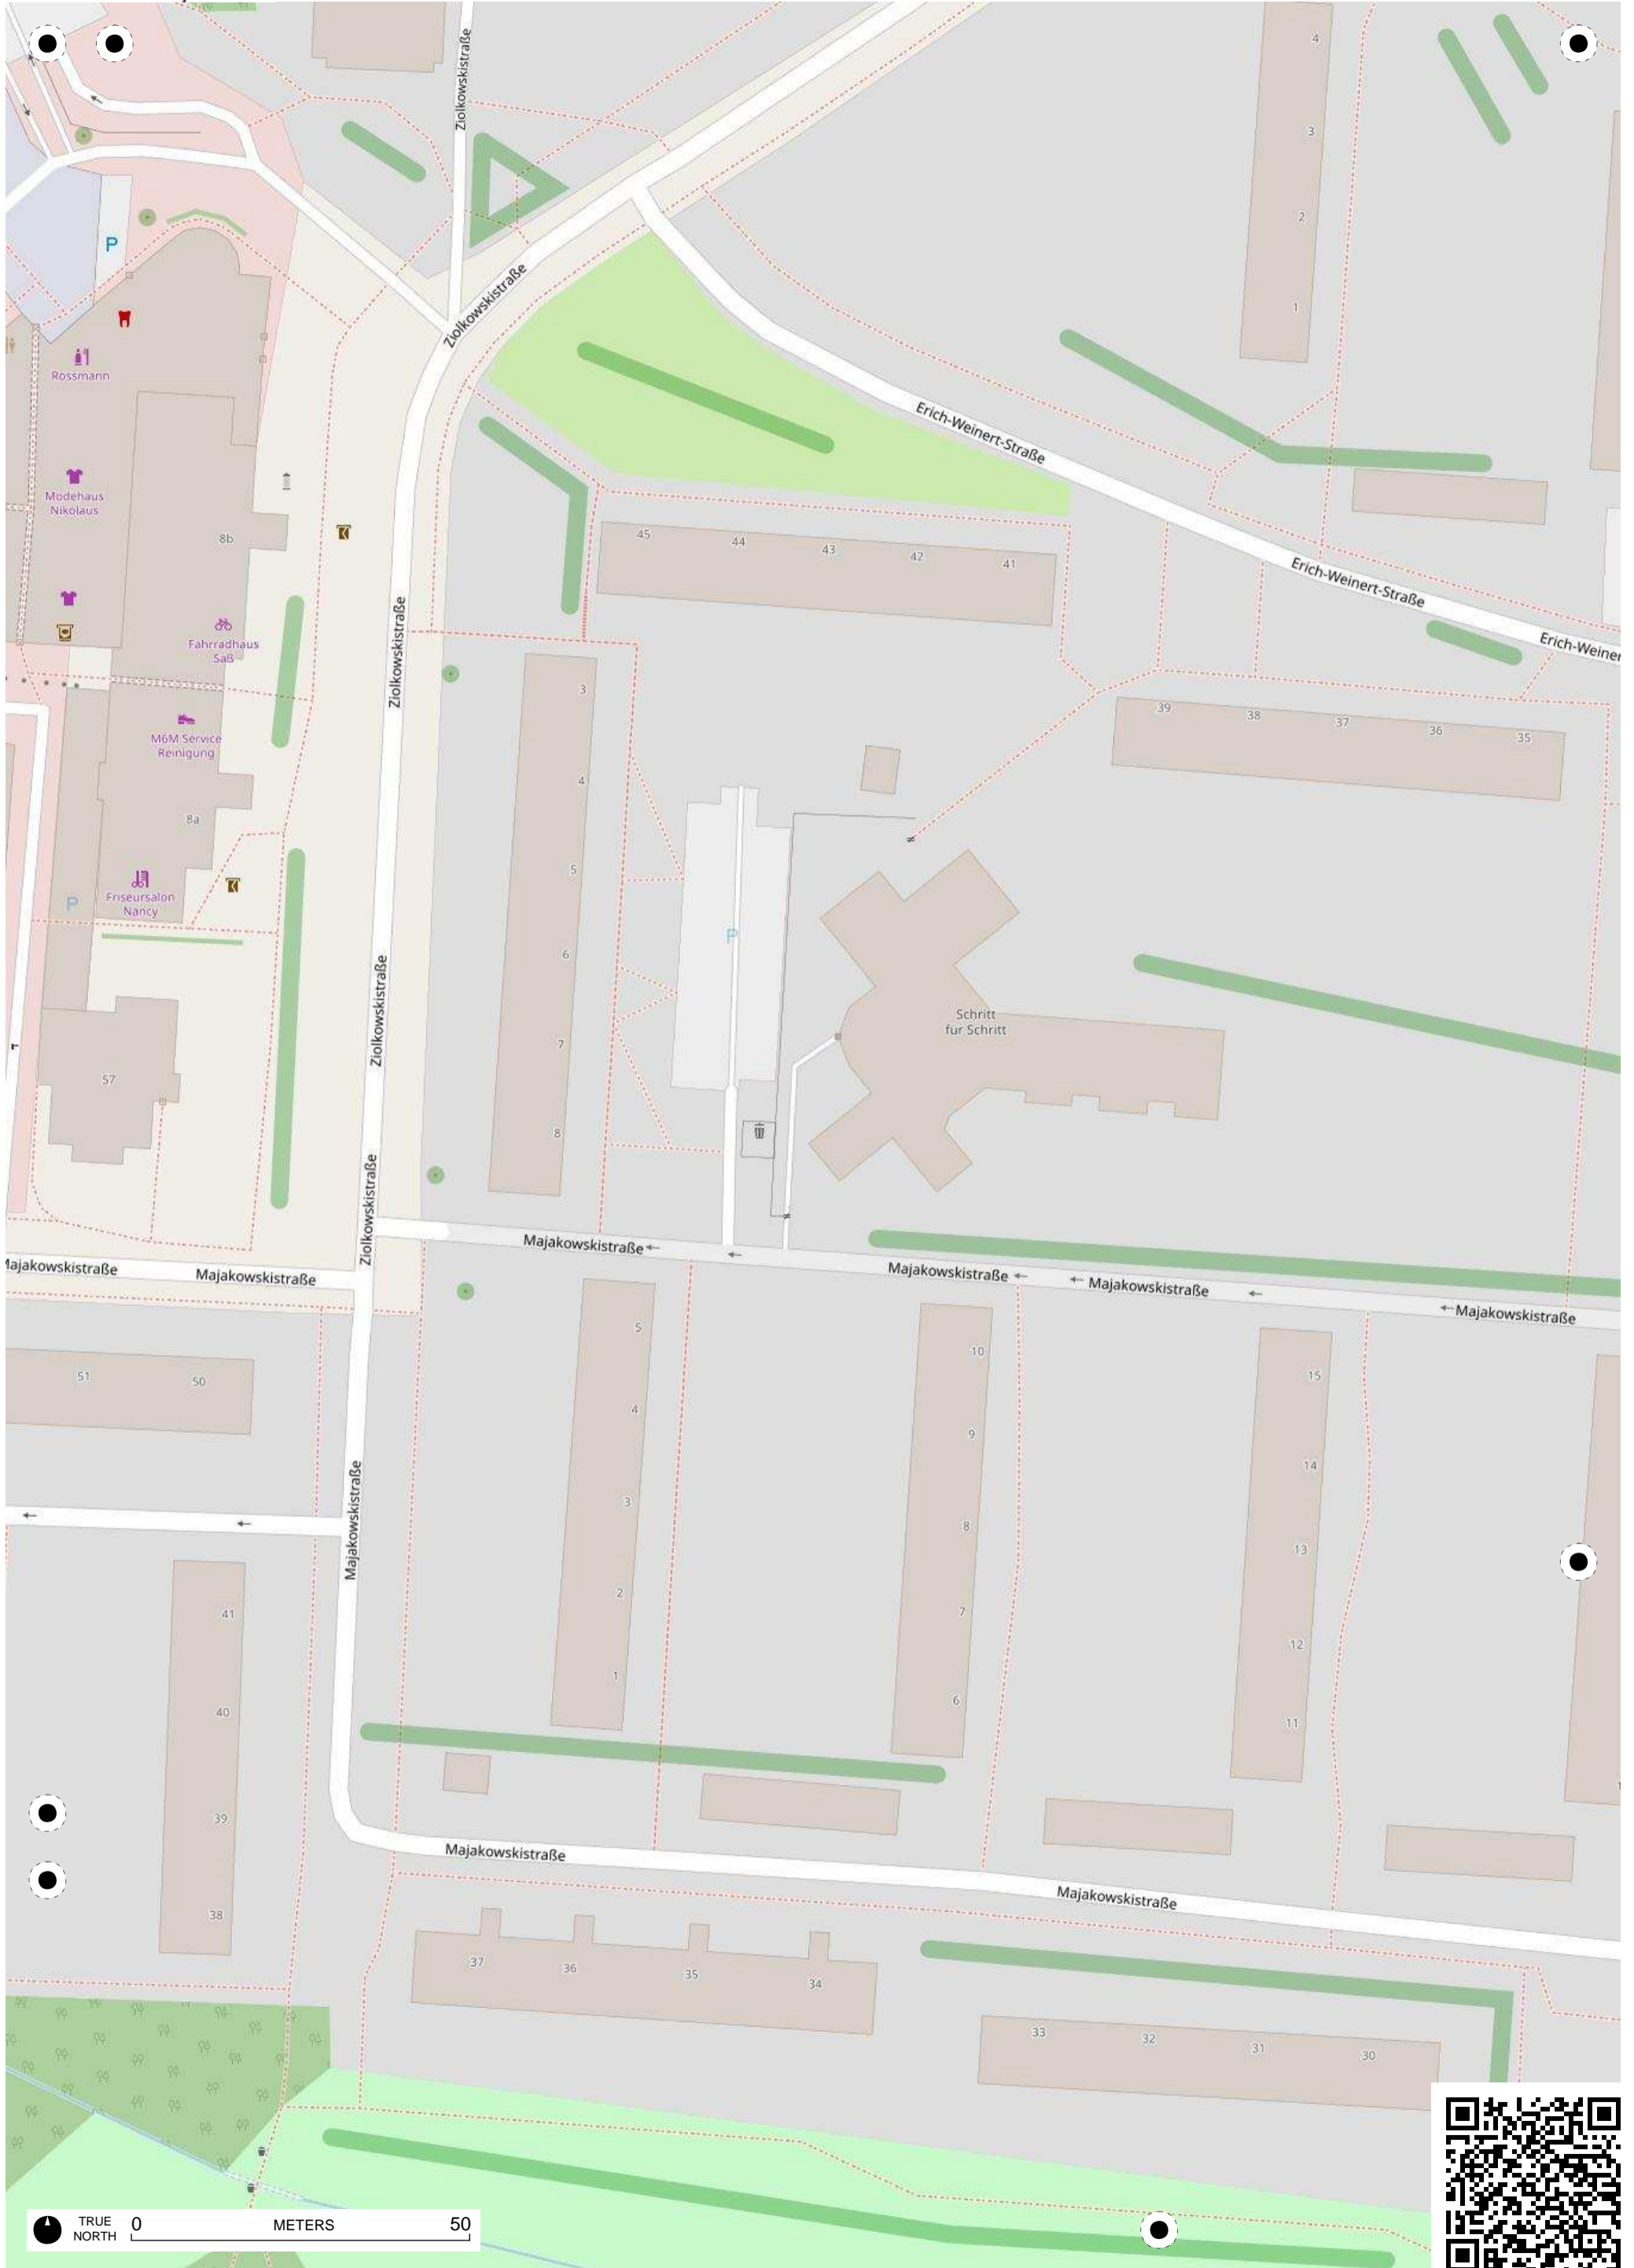 Ziolkowskistraße
4
3
2
1
P
Rossmann
Ziolkowskistraße
Erich-Weinert-Straße
Modehaus
Nikolaus
8b
45
44
43
42
41
Erich-Weinert-Straße
Ziolkowskistraße
Fahrradhaus
Saß
Erich-Weiner
3
39
38
37
36
35
M6M Service
Reinigung
4
8a
5
Friseursalon
Nancy
P
P
6
Ziolkowskistraße
Schritt
für Schritt
7
57
8
Ziolkowskistraße
Majakowskistraße
Majakowskistraße
Majakowskistraße
Majakowskistraße
Majakowskistraße
Majakowskistraße
5
10
15
51
50
4
9
14
Majakowskistraße
3
8
13
41
2
7
12
40
1
6
11
39
Majakowskistraße
Majakowskistraße
38
37
36
35
34
33
32
31
30
TRUE
NORTH
0
METERS
50